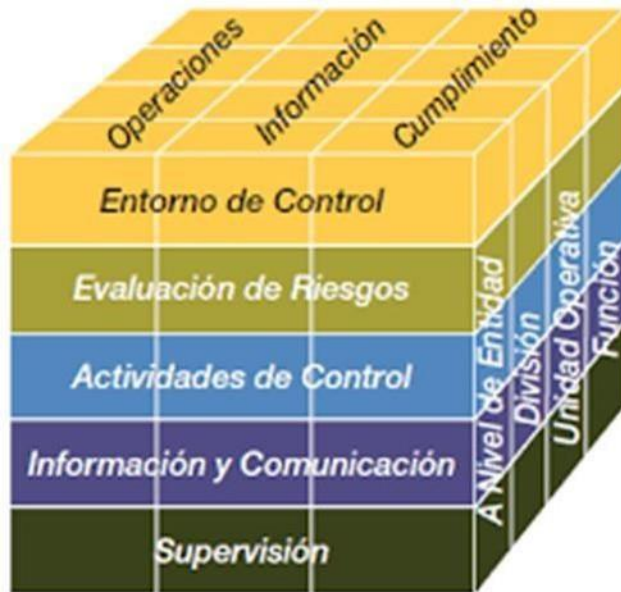 Operaciones
Información
Cumplimiento
Entorno de Control
Evaluación de Riesgos
Actividades de Control
Información y Comunicación
Supervisión
A Nivel de Entidad
División
Unidad Operativa
Función